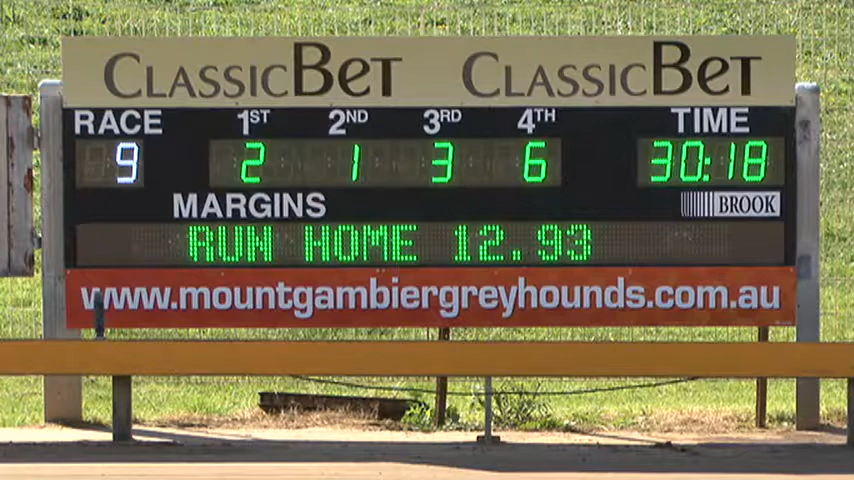 CLASSICBET CLASSICBET
RACE 1ST 2ND 3RD 4TH TIME
9 2 1 3 6 30:18
MARGINS BROOK
RUN HOME 12.93
www.mountgambiergreyhounds.com.au